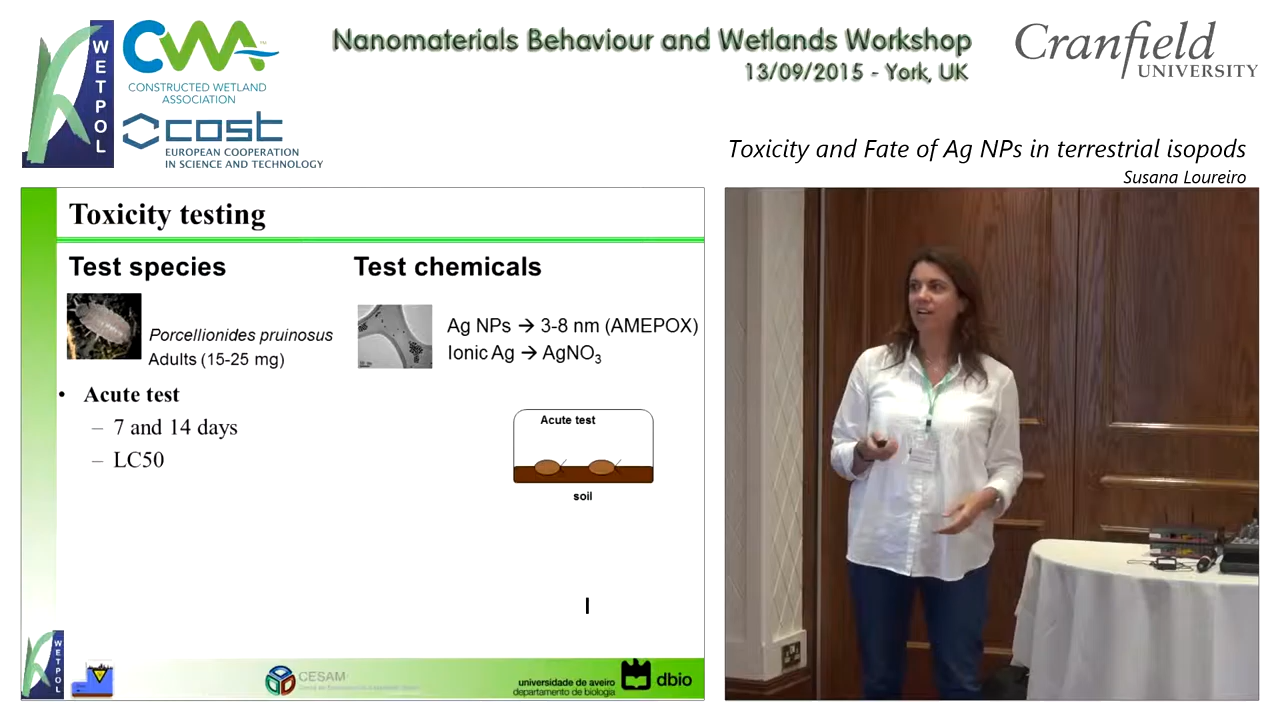 WETPOL
CWA
CONSTRUCTED WETLAND
ASSOCIATION
cost
EUROPEAN COOPERATION
IN SCIENCE AND TECHNOLOGY
Nanomaterials Behaviour and Wetlands Workshop
13/09/2015 - York, UK
Cranfield
UNIVERSITY
Toxicity and Fate of Ag NPs in terrestrial isopods
Susana Loureiro
Toxicity testing
Test species
Test chemicals
Porcellionides pruinosus
Adults (15-25 mg)
Ag NPs → 3-8 nm (AMEPOX)
Ionic Ag → AgNO₃
• Acute test
– 7 and 14 days
– LC50
Acute test
soil
WETPOL
CESAM
universidade de aveiro
departamento de biologia
dbio